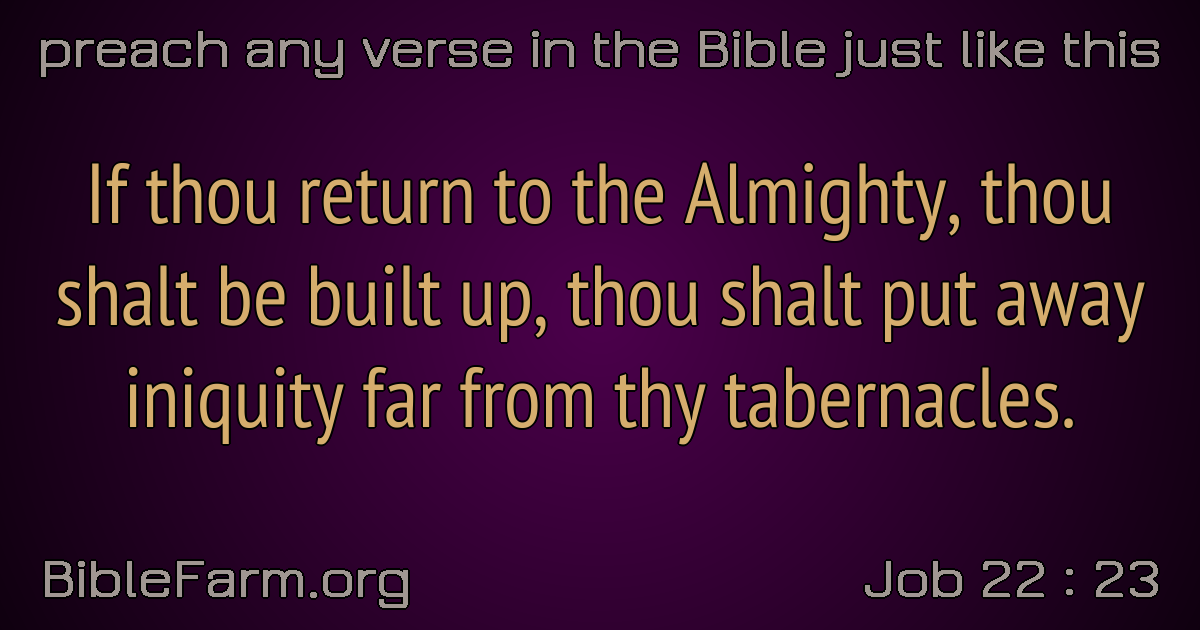 preach any verse in the Bible just like this
If thou return to the Almighty, thou
shalt be built up, thou shalt put away
iniquity far from thy tabernacles.
BibleFarm.org
Job 22 : 23